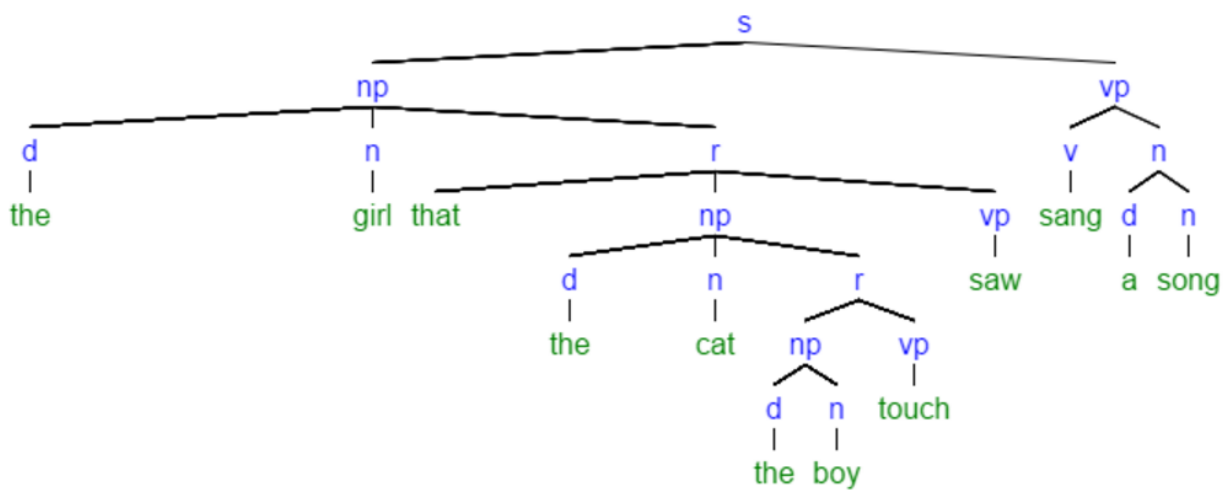 s
np vp
d n r v n
the girl that np vp sang d n
d n r saw a song
the cat np vp
d n touch
the boy